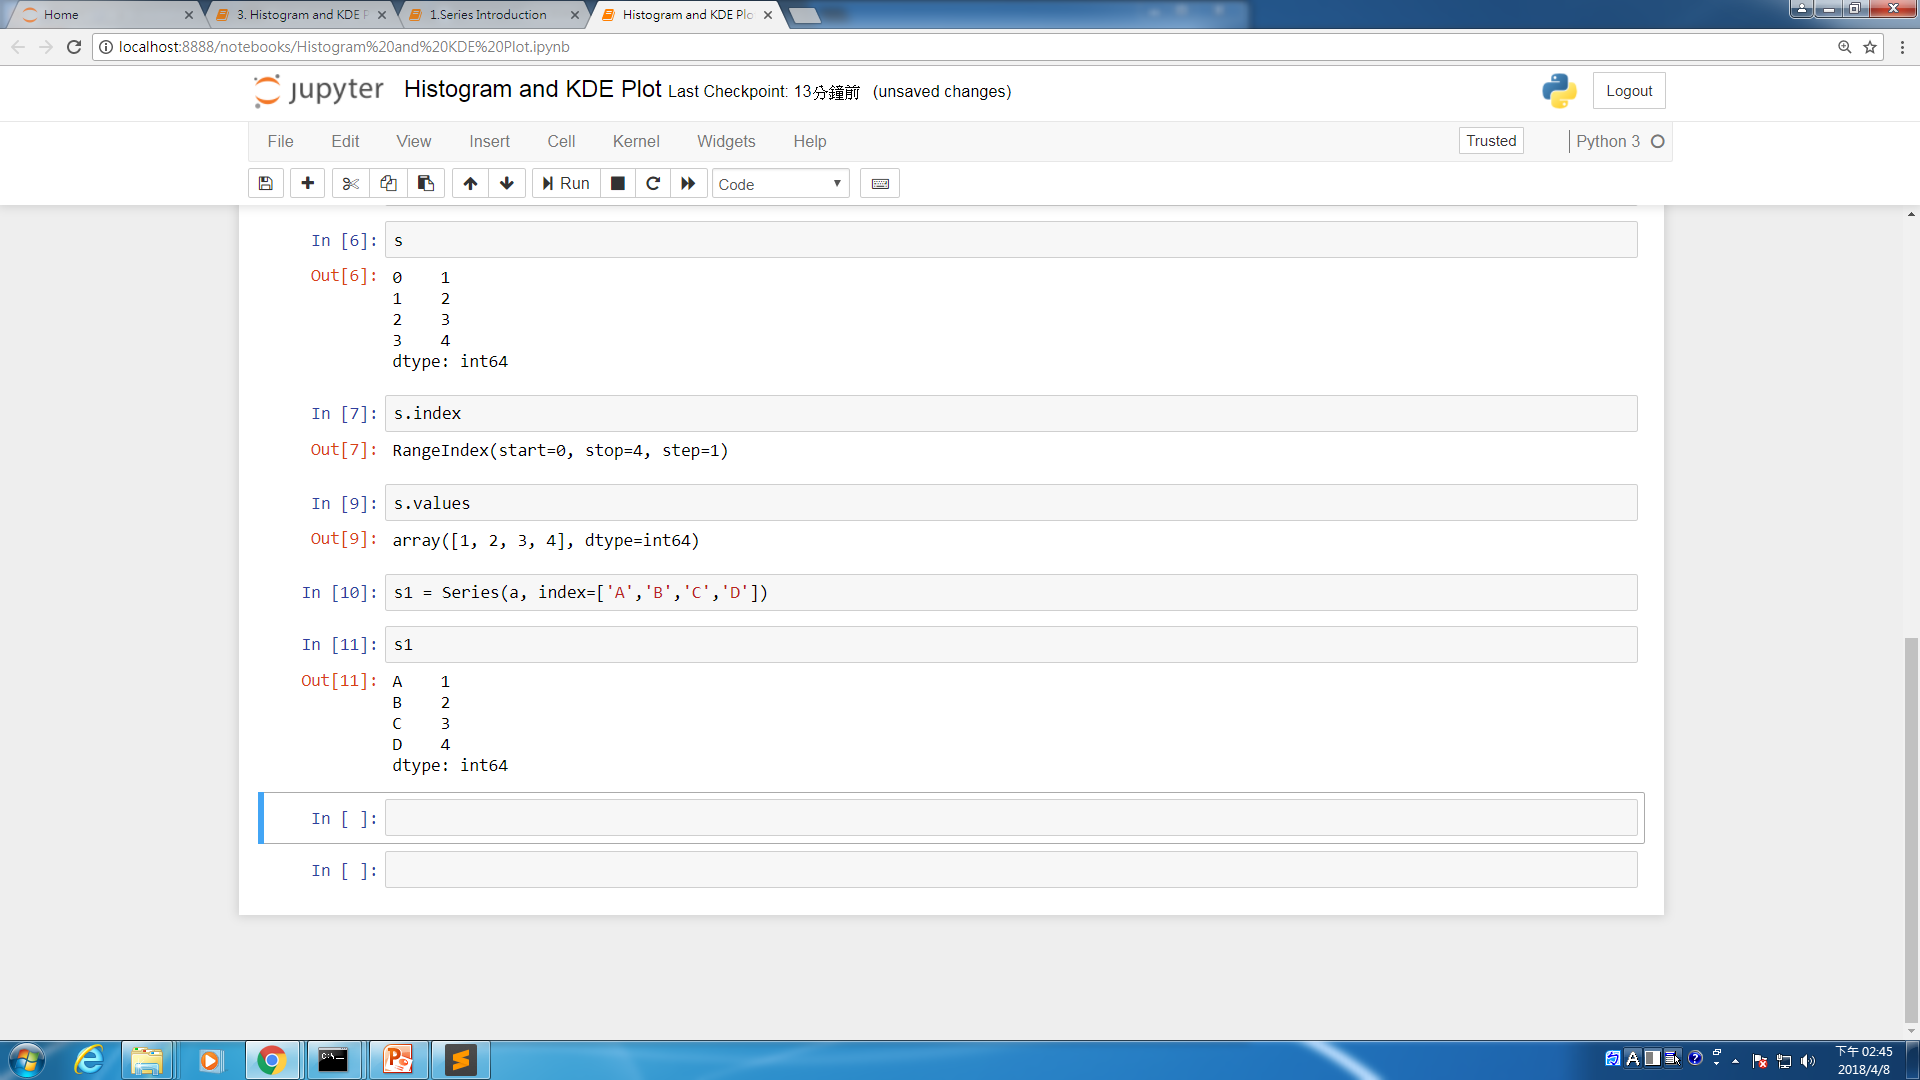 Home
3. Histogram and KDE P
1.Series Introduction
Histogram and KDE Plo
localhost:8888/notebooks/Histogram%20and%20KDE%20Plot.ipynb
jupyter Histogram and KDE Plot Last Checkpoint: 13分鐘前 (unsaved changes)
Logout
File Edit View Insert Cell Kernel Widgets Help
Trusted
Python 3
Run
Code
In [6]: s
Out[6]: 0    1
1    2
2    3
3    4
dtype: int64
In [7]: s.index
Out[7]: RangeIndex(start=0, stop=4, step=1)
In [9]: s.values
Out[9]: array([1, 2, 3, 4], dtype=int64)
In [10]: s1 = Series(a, index=['A','B','C','D'])
In [11]: s1
Out[11]: A    1
B    2
C    3
D    4
dtype: int64
In [ ]:
In [ ]:
下午 02:45
2018/4/8